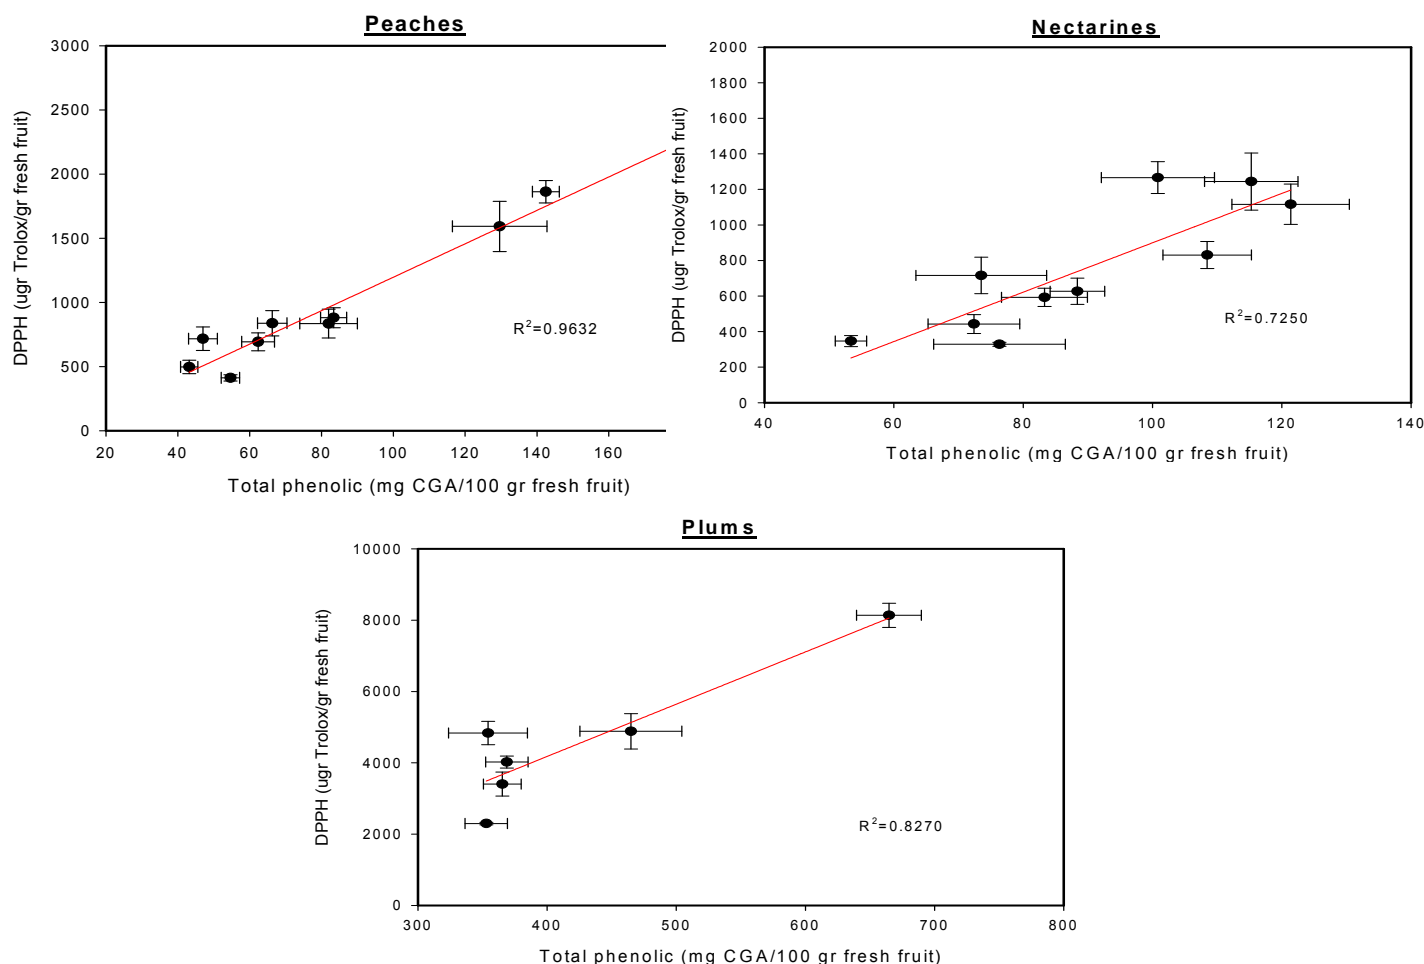 Peaches
3000
2500
2000
1500
1000
500
0
DPPH (ugr Trolox/gr fresh fruit)
R²=0.9632
20 40 60 80 100 120 140 160
Total phenolic (mg CGA/100 gr fresh fruit)
Nectarines
2000
1800
1600
1400
1200
1000
800
600
400
200
0
DPPH (ugr Trolox/gr fresh fruit)
R²=0.7250
40 60 80 100 120 140
Total phenolic (mg CGA/100 gr fresh fruit)
Plums
10000
8000
6000
4000
2000
0
DPPH (ugr Trolox/gr fresh fruit)
R²=0.8270
300 400 500 600 700 800
Total phenolic (mg CGA/100 gr fresh fruit)